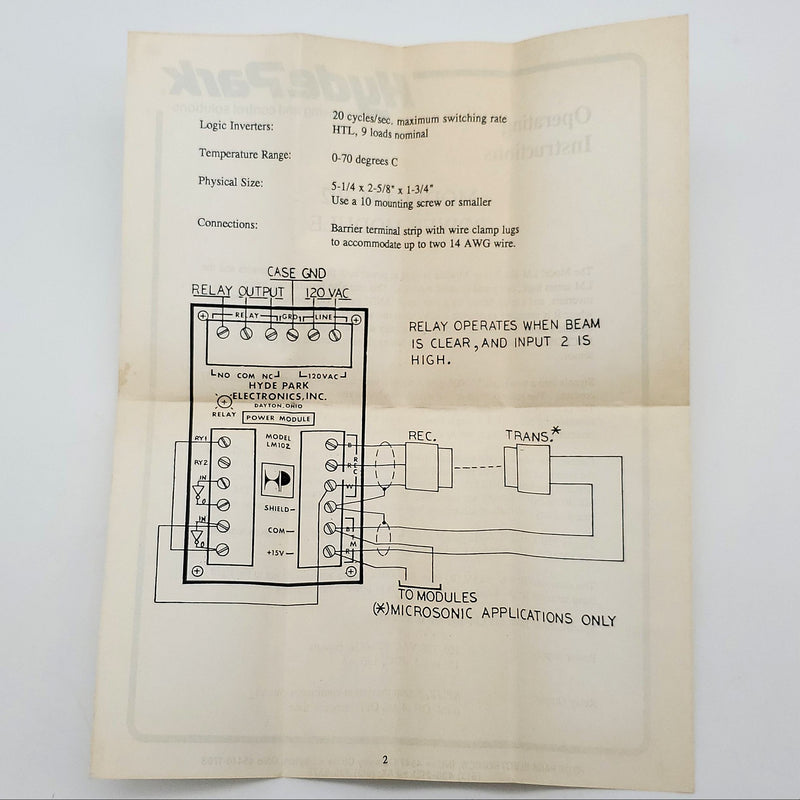 Logic Inverters: 20 cycles/sec. maximum switching rate
HTL, 9 loads nominal
Temperature Range: 0-70 degrees C
Physical Size: 5-1/4 x 2-5/8" x 1-3/4"
Use a 10 mounting screw or smaller
Connections: Barrier terminal strip with wire clamp lugs
to accommodate up to two 14 AWG wire.
CASE GND
RELAY OUTPUT 120 VAC
RELAY GRD LINE
NO COM NC 120VAC
RELAY OPERATES WHEN BEAM
IS CLEAR, AND INPUT 2 IS
HIGH.
HYDE PARK
ELECTRONICS, INC.
DAYTON, OHIO
RELAY
POWER MODULE
MODEL
LM102
RY1
RY2
IN
O
IN
O
HP
SHIELD
COM
+15V
B
REC
W
B
R
REC.
TRANS.*
TO MODULES
(*)MICROSONIC APPLICATIONS ONLY
2